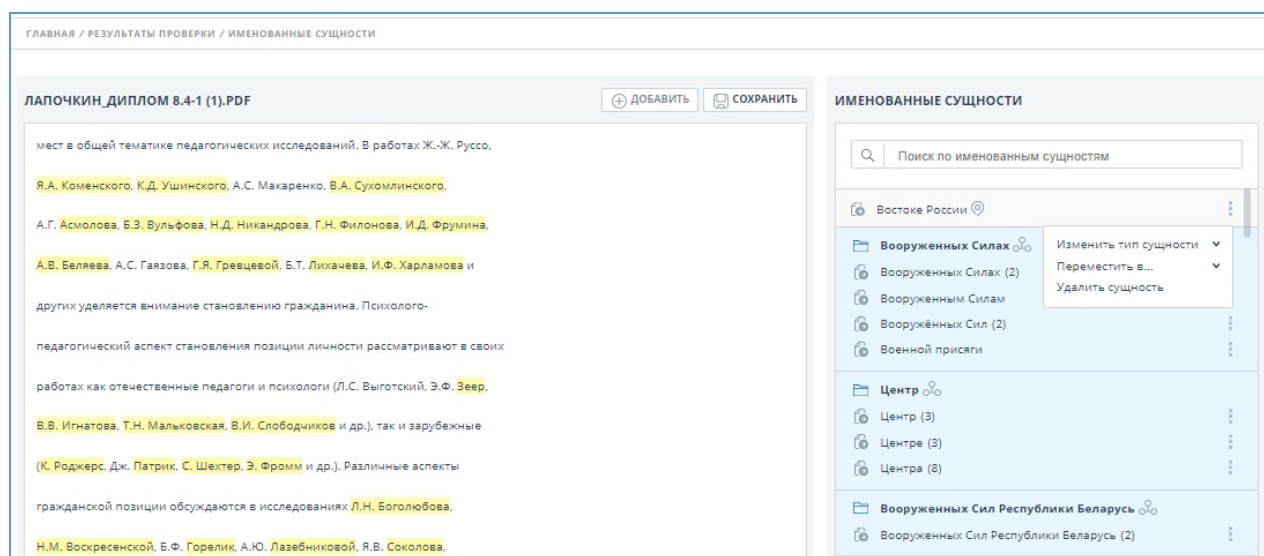 ГЛАВНАЯ / РЕЗУЛЬТАТЫ ПРОВЕРКИ / ИМЕНОВАННЫЕ СУЩНОСТИ
ЛАПОЧКИН_ДИПЛОМ 8.4-1 (1).PDF
ДОБАВИТЬ
СОХРАНИТЬ
мест в общей тематике педагогических исследований. В работах Ж.-Ж. Руссо,
Я.А. Коменского, К.Д. Ушинского, А.С. Макаренко, В.А. Сухомлинского,
А.Г. Асмолова, Б.З. Вульфова, Н.Д. Никандрова, Г.Н. Филонова, И.Д. Фрумина,
А.В. Беляева, А.С. Гаязова, Г.Я. Гревцевой, Б.Т. Лихачева, И.Ф. Харламова и
других уделяется внимание становлению гражданина. Психолого-
педагогический аспект становления позиции личности рассматривают в своих
работах как отечественные педагоги и психологи (Л.С. Выготский, Э.Ф. Зеер,
В.В. Игнатова, Т.Н. Мальковская, В.И. Слободчиков и др.), так и зарубежные
(К. Роджерс, Дж. Патрик, С. Шехтер, Э. Фромм и др.). Различные аспекты
гражданской позиции обсуждаются в исследованиях Л.Н. Боголюбова,
Н.М. Воскресенской, Б.Ф. Горелик, А.Ю. Лазебниковой, Я.В. Соколова,
ИМЕНОВАННЫЕ СУЩНОСТИ
Поиск по именованным сущностям
Востоке России
Вооруженных Силах
Вооруженных Силах (2)
Вооруженным Силам
Вооружённых Сил (2)
Военной присяги
Изменить тип сущности
Переместить в...
Удалить сущность
Центр
Центр (3)
Центре (3)
Центра (8)
Вооруженных Сил Республики Беларусь
Вооруженных Сил Республики Беларусь (2)